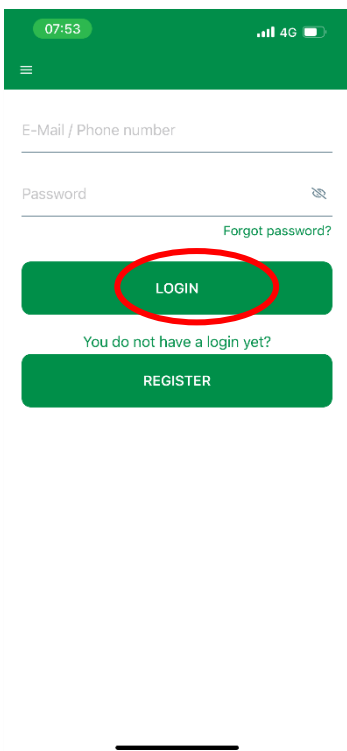 07:53 4G
E-Mail / Phone number
Password
Forgot password?
LOGIN
You do not have a login yet?
REGISTER